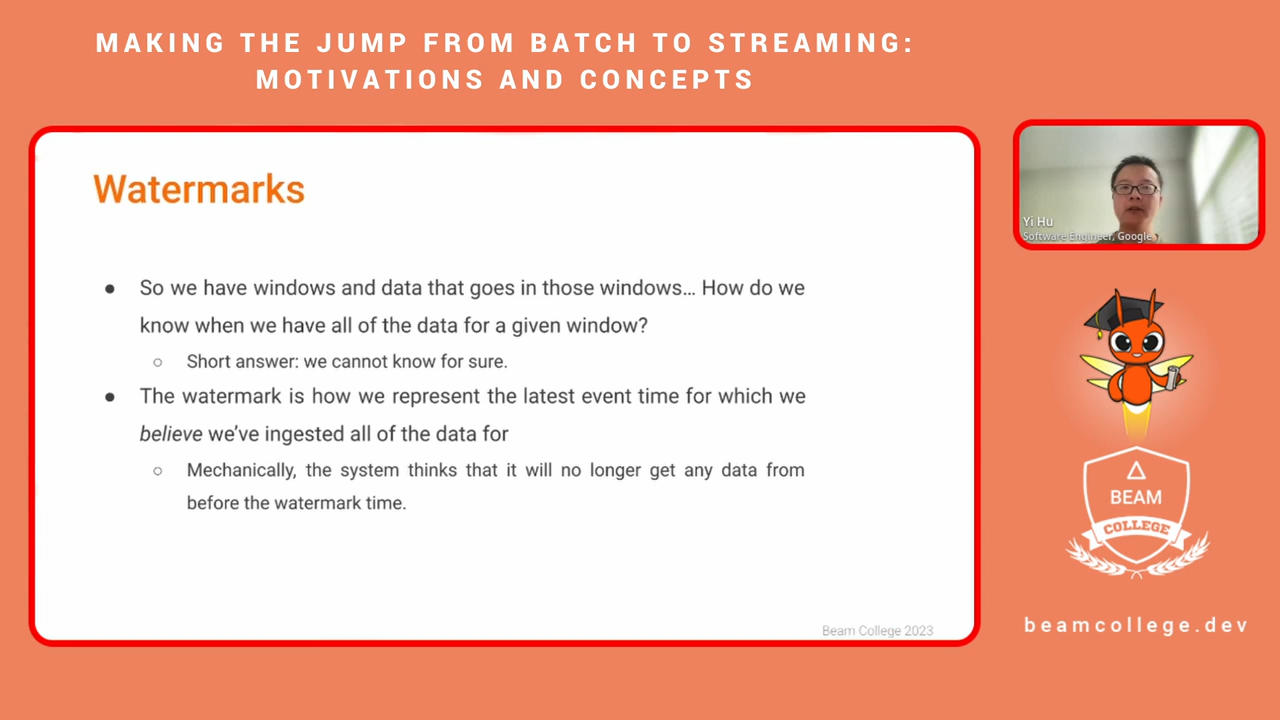 MAKING THE JUMP FROM BATCH TO STREAMING:
MOTIVATIONS AND CONCEPTS
Watermarks
● So we have windows and data that goes in those windows... How do we
know when we have all of the data for a given window?
○ Short answer: we cannot know for sure.
● The watermark is how we represent the latest event time for which we
believe we've ingested all of the data for
○ Mechanically, the system thinks that it will no longer get any data from
before the watermark time.
Beam College 2023
Yi Hu
Software Engineer, Google
BEAM
COLLEGE
beamcollege.dev